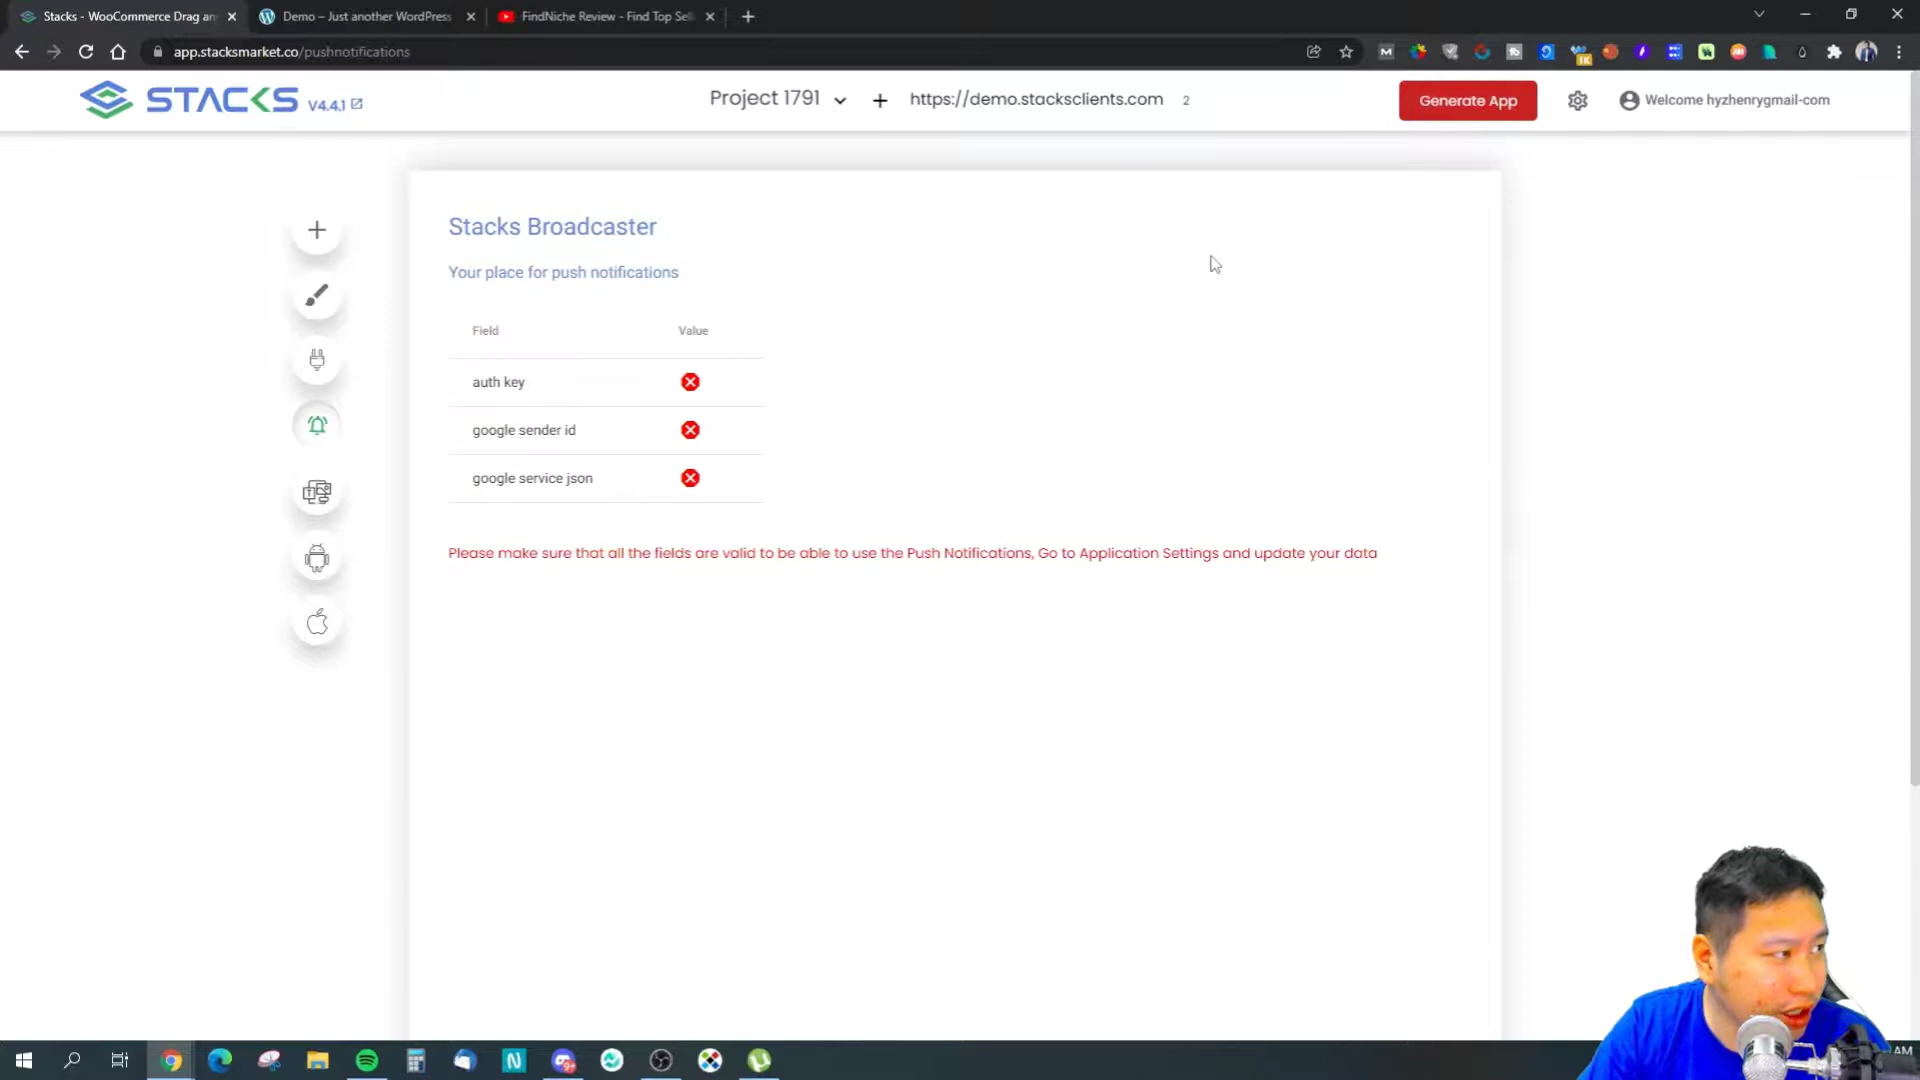 Stacks - WooCommerce Drag an
Demo – Just another WordPress
FindNiche Review - Find Top Sel
app.stacksmarket.co/pushnotifications
STACKS V4.4.1
Project 1791
https://demo.stacksclients.com 2
Generate App
Welcome hyzhenrygmail-com
Stacks Broadcaster
Your place for push notifications
Field Value
auth key
google sender id
google service json
Please make sure that all the fields are valid to be able to use the Push Notifications, Go to Application Settings and update your data
AM